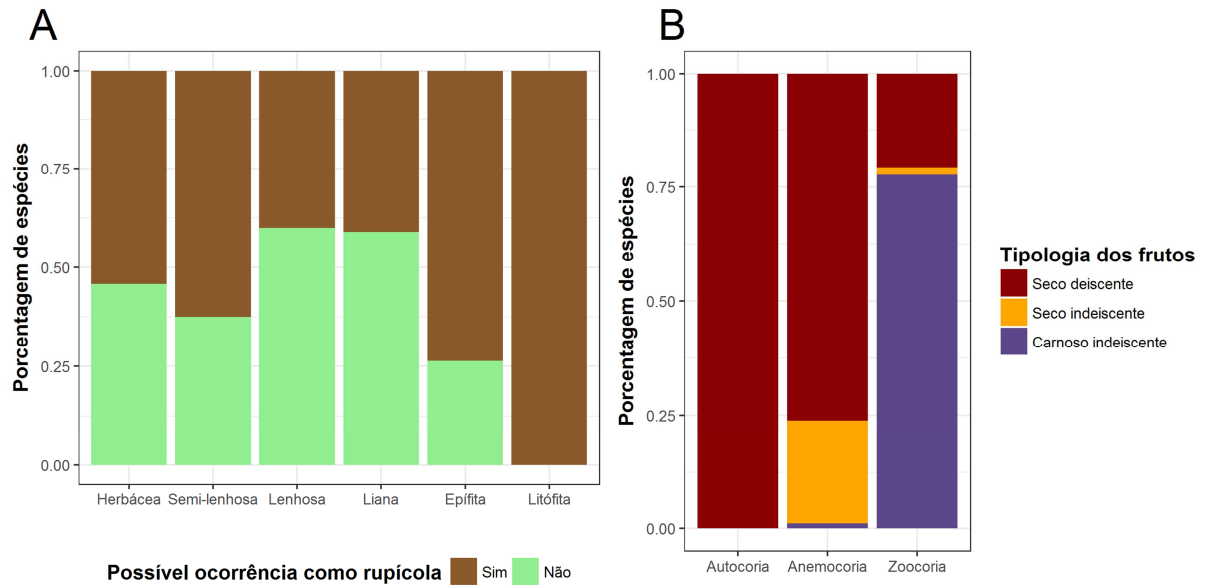 A
Porcentagem de espécies
1.00
0.75
0.50
0.25
0.00
Herbácea Semi-lenhosa Lenhosa Liana Epífita Litófita
Possível ocorrência como rupícola Sim Não
B
Porcentagem de espécies
1.00
0.75
0.50
0.25
0.00
Autocoria Anemocoria Zoocoria
Tipologia dos frutos
Seco deiscente
Seco indeiscente
Carnoso indeiscente